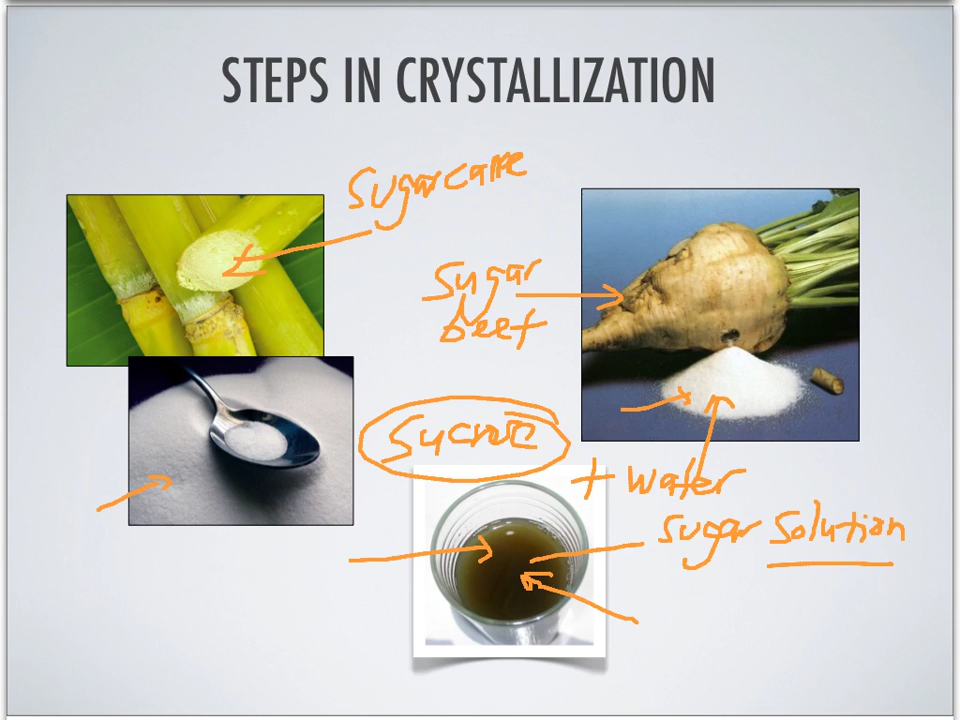 STEPS IN CRYSTALLIZATION
Sugarcane
Sugar
beet
Sucrose
+ Water
Sugar Solution